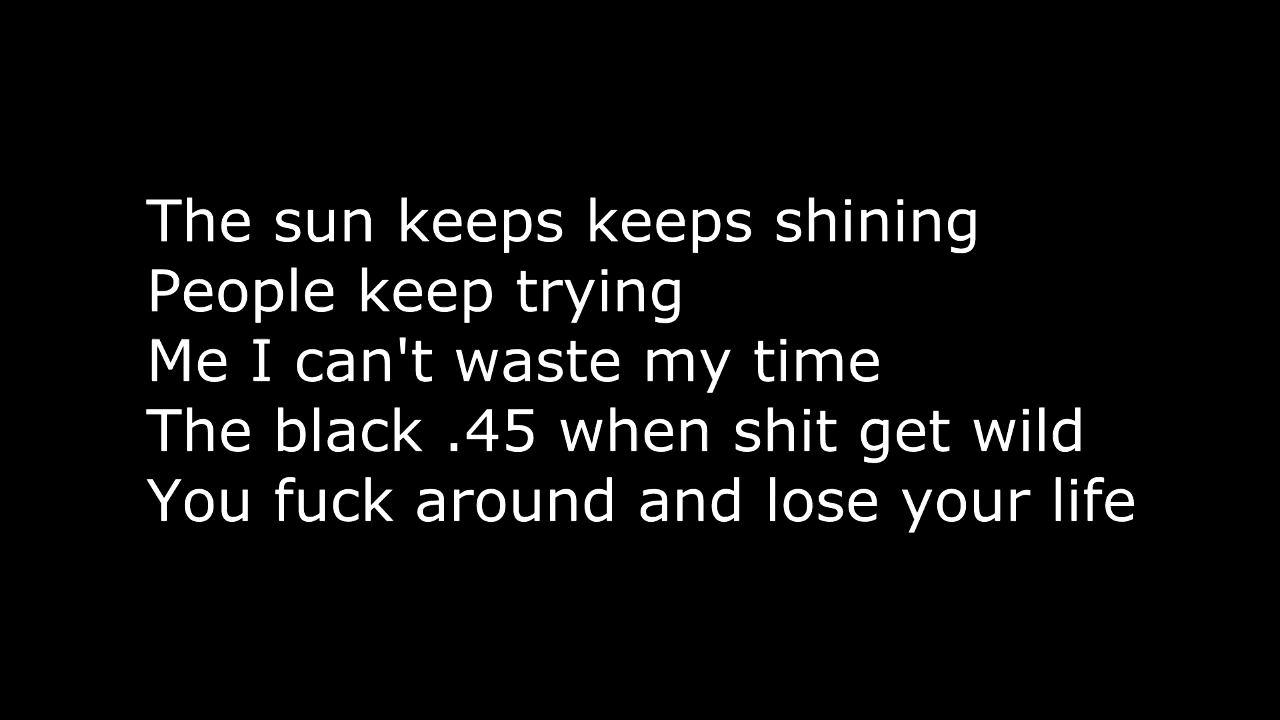 The sun keeps keeps shining
People keep trying
Me I can't waste my time
The black .45 when shit get wild
You fuck around and lose your life